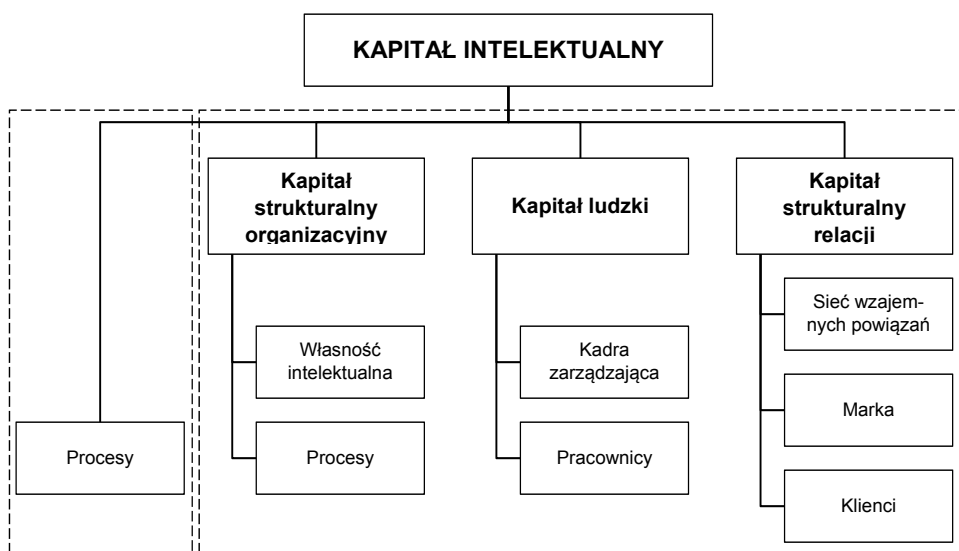 KAPITAŁ INTELEKTUALNY
Kapitał
strukturalny
organizacyjny
Kapitał ludzki
Kapitał
strukturalny
relacji
Sieć wzajem-
nych powiązań
Własność
intelektualna
Kadra
zarządzająca
Marka
Procesy
Procesy
Pracownicy
Klienci